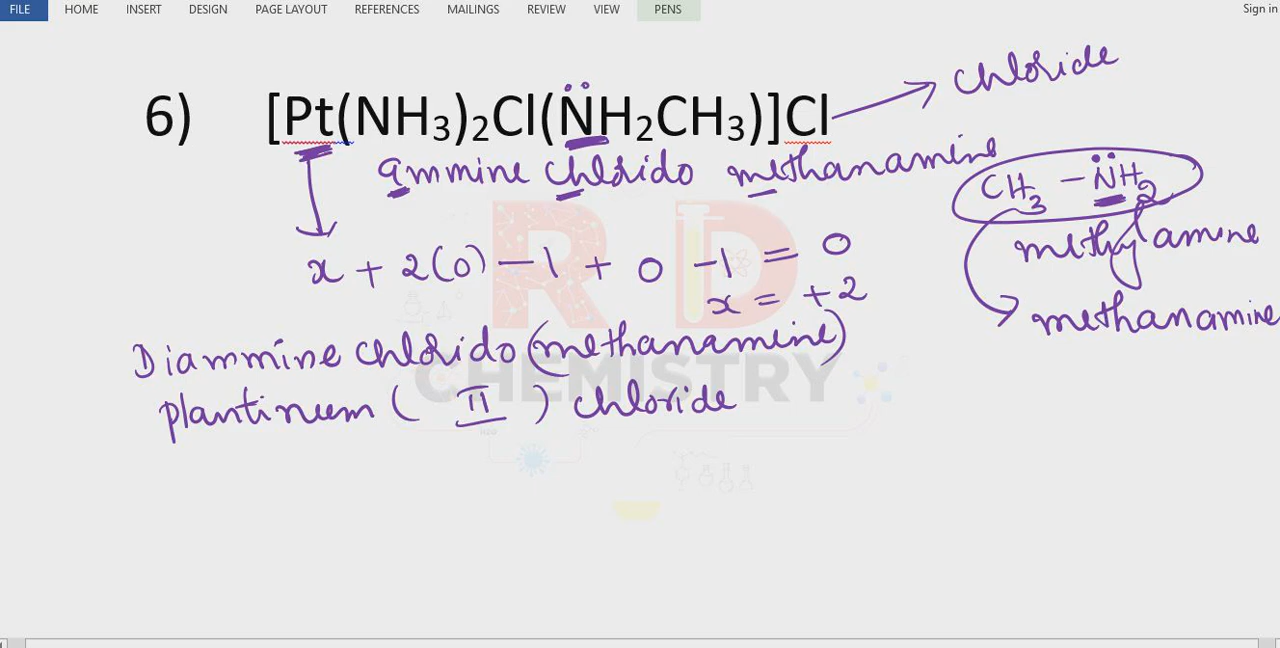 FILE HOME INSERT DESIGN PAGE LAYOUT REFERENCES MAILINGS REVIEW VIEW PENS Sign in
chloride
6) [Pt(NH₃)₂Cl(N̈H₂CH₃)]Cl
ammine chlorido methanamine
CH₃ – N̈H₂
methylamine
x + 2(0) – 1 + 0 – 1 = 0
x = +2
methanamine
R D
Diammine chlorido (methanamine)
CHEMISTRY
plantinum ( II ) chloride